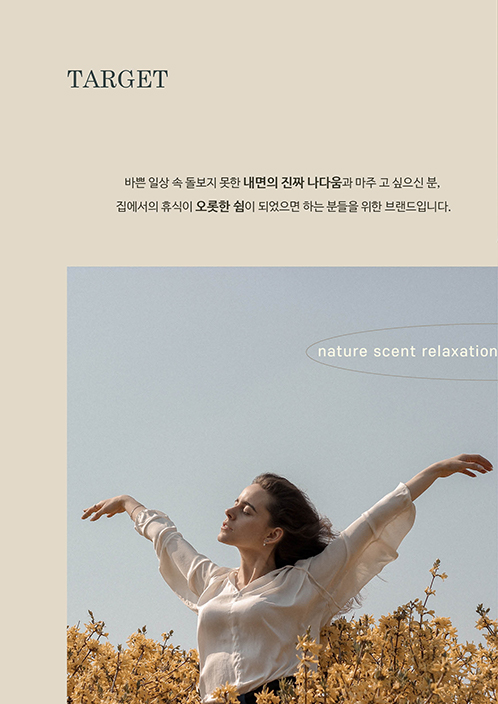 TARGET
바쁜 일상 속 돌보지 못한 내면의 진짜 나다움과 마주 고 싶으신 분,
집에서의 휴식이 오롯한 쉼이 되었으면 하는 분들을 위한 브랜드입니다.
nature scent relaxation